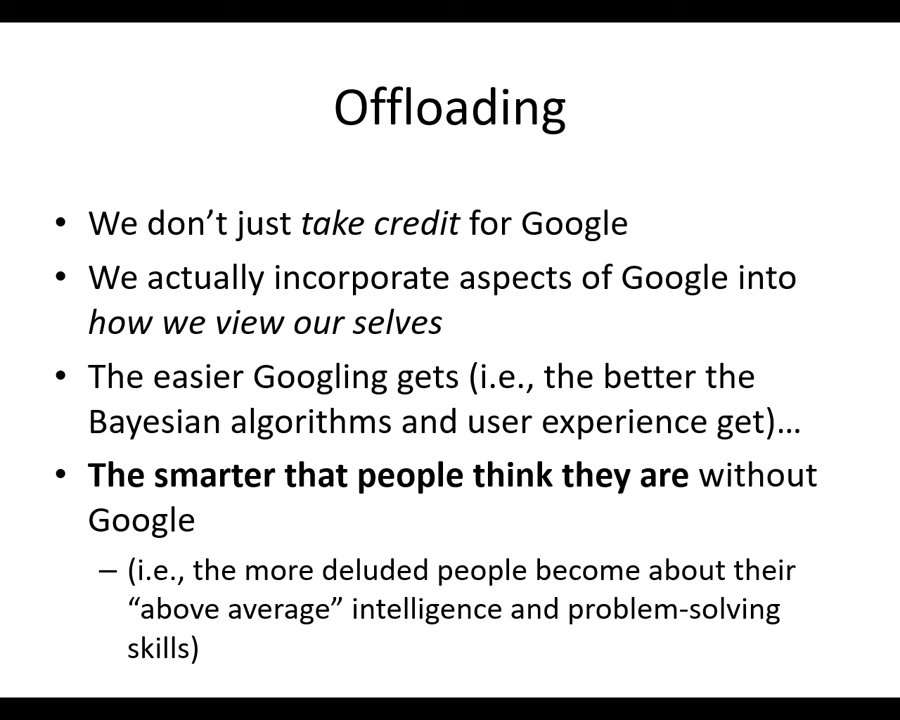 Offloading
• We don’t just take credit for Google
• We actually incorporate aspects of Google into
how we view our selves
• The easier Googling gets (i.e., the better the
Bayesian algorithms and user experience get)…
• The smarter that people think they are without
Google
– (i.e., the more deluded people become about their
“above average” intelligence and problem-solving
skills)